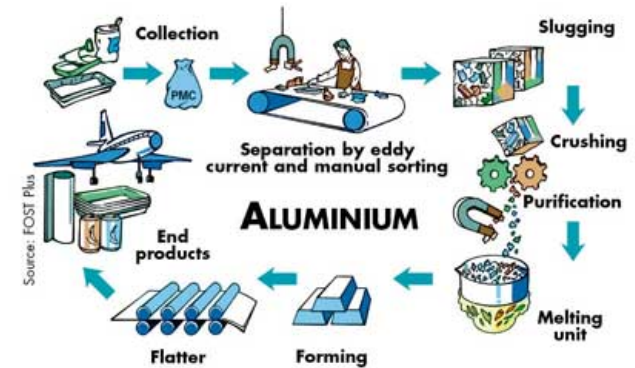 Collection
PMC
Separation by eddy
current and manual sorting
Slugging
Crushing
Purification
Melting
unit
Forming
Flatter
End
products
ALUMINIUM
Source: FOST Plus